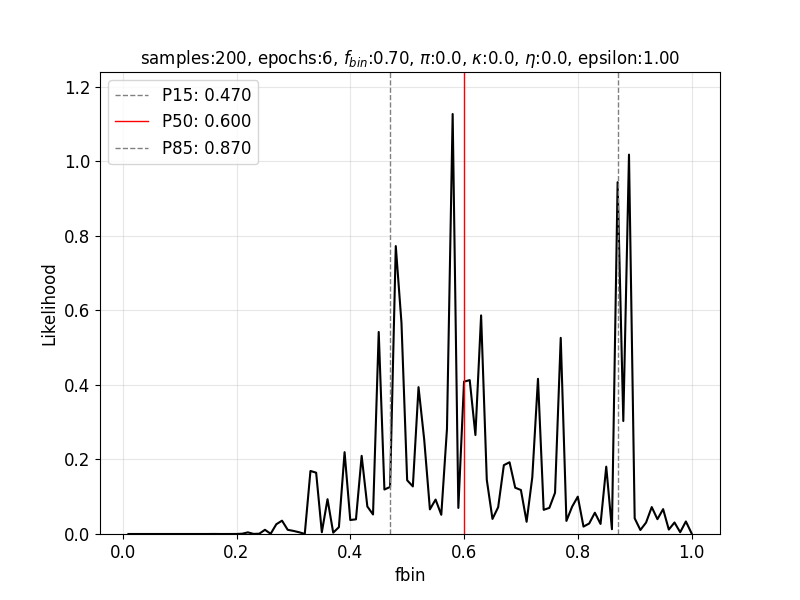 samples:200, epochs:6, f_bin:0.70, π:0.0, κ:0.0, η:0.0, epsilon:1.00
P15: 0.470
P50: 0.600
P85: 0.870
1.2
1.0
0.8
0.6
0.4
0.2
0.0
Likelihood
0.0 0.2 0.4 0.6 0.8 1.0
fbin